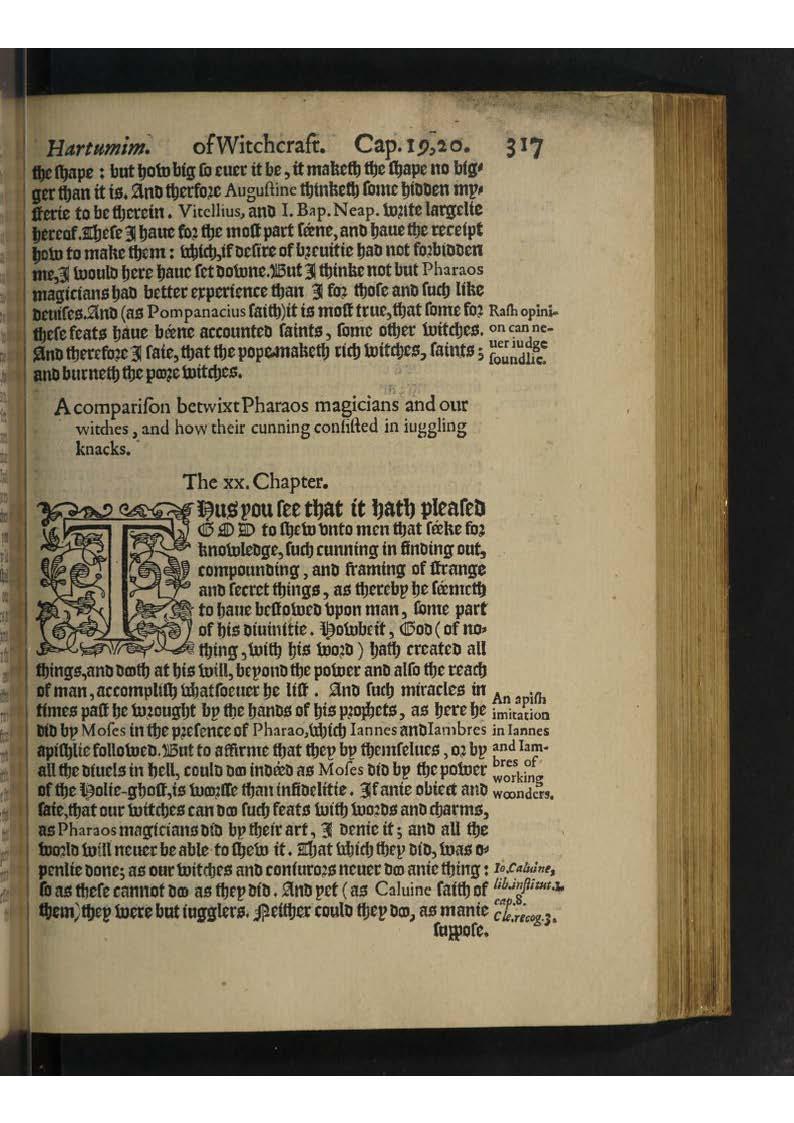 Hartumim. of Witchcraft. Cap. 19,20. 317
the ſhape : but how big ſo euer it be, it maketh the ſhape no big-
ger than it is. And therfore Auguſtine thinketh ſome hidden my-
ſterie to be therein. Vitellius, and I. Bap. Neap. write largelie
hereof. Theſe I haue for the moſt part ſéene, and haue the receipt
how to make them : which, if deſire of breuitie had not forbidden
me, I would here haue ſet downe. But I thinke not but Pharaos
magicians had better experience than I for thoſe and ſuch like
deuiſes. And (as Pompanacius ſaith) it is moſt true, that ſome for
theſe feats haue béene accounted ſaints, ſome other witches.
And therefore I ſaie, that the pope maketh rich witches, ſaints ;
and burneth the poore witches.
Raſh opini-
on can ne-
uer iudge
ſoundlie.
A compariſon betwixt Pharaos magicians and our
witches, and how their cunning conſiſted in iuggling
knacks.
The xx. Chapter.
THus you ſee that it hath pleaſed
GOD to ſhew vnto men that ſéeke for
knowledge, ſuch cunning in finding out,
compounding, and framing of ſtrange
and ſecret things, as thereby he ſéemeth
to haue beſtowed vpon man, ſome part
of his diuinitie. Howbeit, God (of no-
thing, with his word) hath created all
things, and dooth at his will, beyond the power and alſo the reach
of man, accompliſh whatſoeuer he liſt. And ſuch miracles in
times paſt he wrought by the hands of his prophets, as here he
did by Moſes in the preſence of Pharao, which Iannes and Iambres
apiſhlie followed. But to affirme that they by themſelues, or by
all the diuels in hell, could doo indéed as Moſes did by the power
of the Holie-ghoſt, is woorſſe than infidelitie. If anie obiect and
ſaie, that our witches can doo ſuch feats with words and charms,
as Pharaos magicians did by their art, I denie it ; and all the
world will neuer be able to ſhew it. That which they did, was o-
penlie done; as our witches and coniurors neuer doo anie thing :
ſo as theſe cannot doo as they did. And yet (as Caluine ſaith of
them) they were but iugglers. Neither could they doo, as manie
ſuppoſe.
An apiſh
imitation
in Iannes
and Iam-
bres of
working
woonders.
Io. Caluine,
lib. inſtitut. 1.
cap. 8.
Cle. recog. 3.